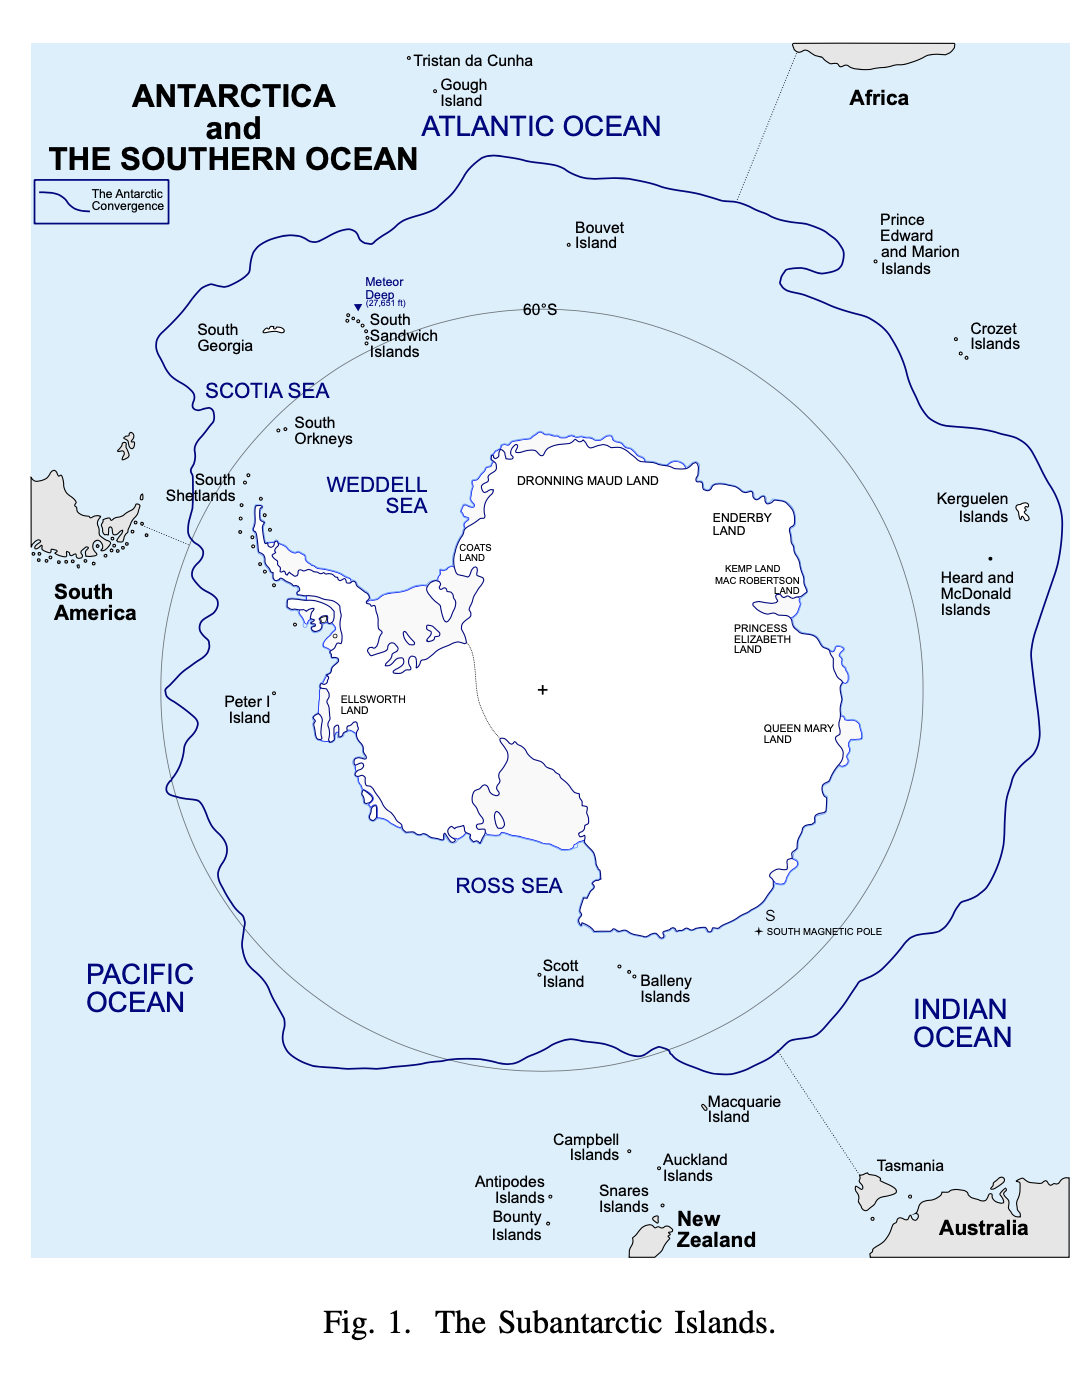 Tristan da Cunha
Gough
Island
ANTARCTICA
and
THE SOUTHERN OCEAN
ATLANTIC OCEAN
Africa
The Antarctic
Convergence
Bouvet
Island
Prince
Edward
and Marion
Islands
Meteor
Deep
(27,651 ft)
60°S
South
Sandwich
Islands
South
Georgia
Crozet
Islands
SCOTIA SEA
South
Orkneys
South
Shetlands
WEDDELL
SEA
DRONNING MAUD LAND
ENDERBY
LAND
Kerguelen
Islands
COATS
LAND
KEMP LAND
MAC ROBERTSON
LAND
Heard and
McDonald
Islands
South
America
PRINCESS
ELIZABETH
LAND
Peter I
Island
ELLSWORTH
LAND
QUEEN MARY
LAND
ROSS SEA
S
SOUTH MAGNETIC POLE
PACIFIC
OCEAN
Scott
Island
Balleny
Islands
INDIAN
OCEAN
Macquarie
Island
Campbell
Islands
Auckland
Islands
Tasmania
Antipodes
Islands
Snares
Islands
Bounty
Islands
New
Zealand
Australia
Fig. 1. The Subantarctic Islands.